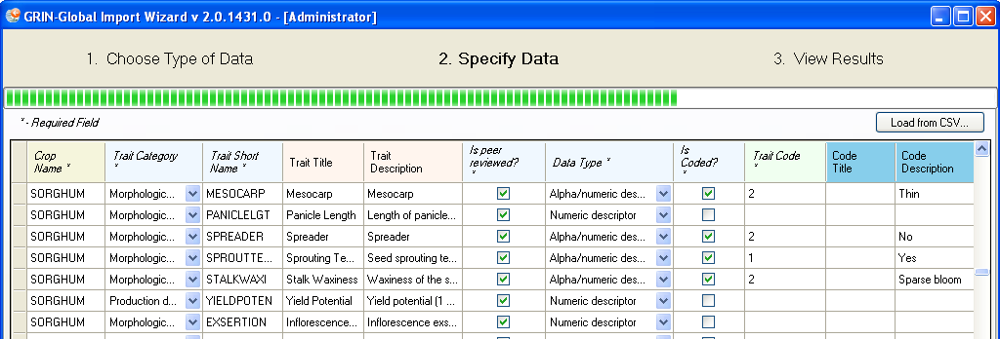 GRIN-Global Import Wizard v 2.0.1431.0 - [Administrator]
1. Choose Type of Data 2. Specify Data 3. View Results
* - Required Field Load from CSV...
Crop Name * Trait Category * Trait Short Name * Trait Title Trait Description Is peer reviewed? * Data Type * Is Coded? * Trait Code * Code Title Code Description
SORGHUM Morphologic... MESOCARP Mesocarp Mesocarp Alpha/numeric des... 2 Thin
SORGHUM Morphologic... PANICLELGT Panicle Length Length of panicle... Numeric descriptor
SORGHUM Morphologic... SPREADER Spreader Spreader Alpha/numeric des... 2 No
SORGHUM Morphologic... SPROUTTE... Sprouting Te... Seed sprouting te... Alpha/numeric des... 1 Yes
SORGHUM Morphologic... STALKWAXI Stalk Waxiness Waxiness of the s... Alpha/numeric des... 2 Sparse bloom
SORGHUM Production d... YIELDPOTEN Yield Potential Yield potential (1 ... Numeric descriptor
SORGHUM Morphologic... EXSERTION Inflorescence... Inflorescence exs... Numeric descriptor